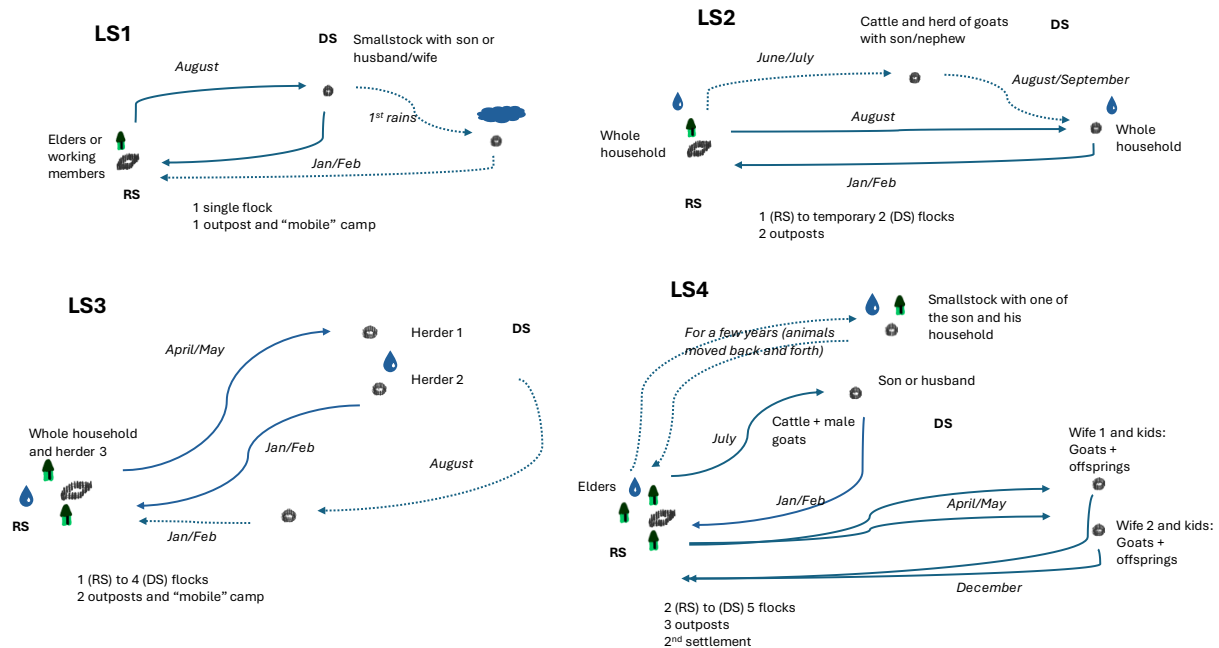 LS1
DS
Smallstock with son or
husband/wife
August
1st rains
Elders or
working
members
Jan/Feb
RS
1 single flock
1 outpost and “mobile” camp
LS2
Cattle and herd of goats
with son/nephew
DS
June/July
August/September
August
Whole
household
Whole
household
Jan/Feb
RS
1 (RS) to temporary 2 (DS) flocks
2 outposts
LS3
Herder 1
DS
April/May
Herder 2
Whole household
and herder 3
Jan/Feb
August
RS
Jan/Feb
1 (RS) to 4 (DS) flocks
2 outposts and “mobile” camp
LS4
Smallstock with one of
the son and his
household
For a few years (animals
moved back and forth)
Son or husband
Cattle + male
goats
DS
July
Wife 1 and kids:
Goats +
offsprings
Elders
Jan/Feb
April/May
Wife 2 and kids:
Goats +
offsprings
RS
December
2 (RS) to (DS) 5 flocks
3 outposts
2nd settlement